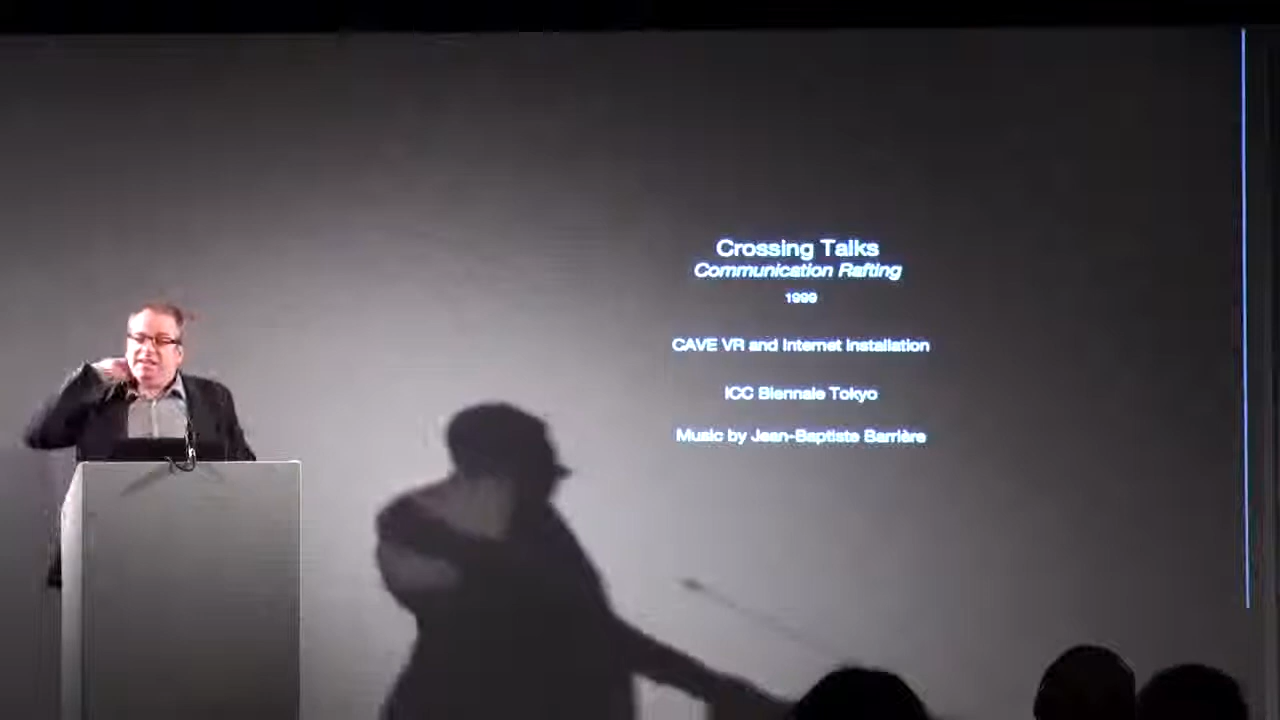 Crossing Talks
Communication Rafting
1999
CAVE VR and Internet Installation
ICC Biennale Tokyo
Music by Jean-Baptiste Barrière